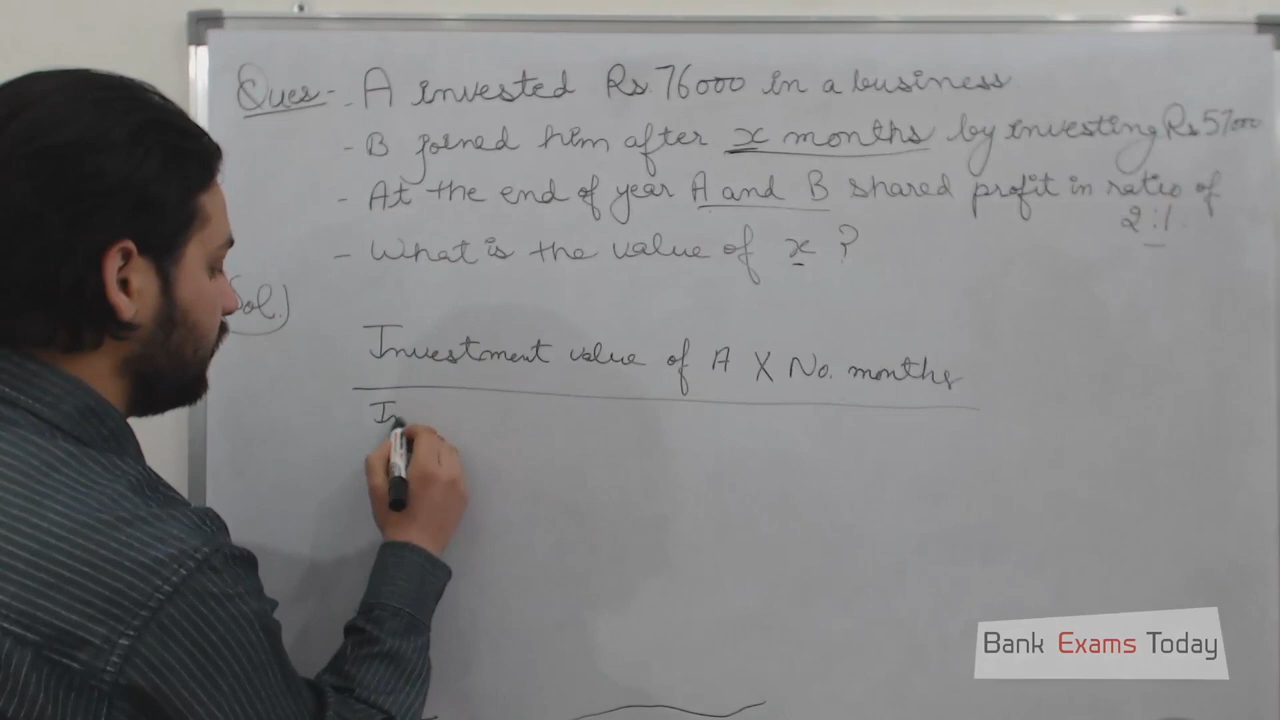 Ques - . A invested Rs. 76000 in a business
- B joined him after x months by investing Rs 57000
- At the end of year A and B shared profit in ratio of
2:1.
- What is the value of x ?
Sol.)
Investment value of A X No. months
In
Bank Exams Today